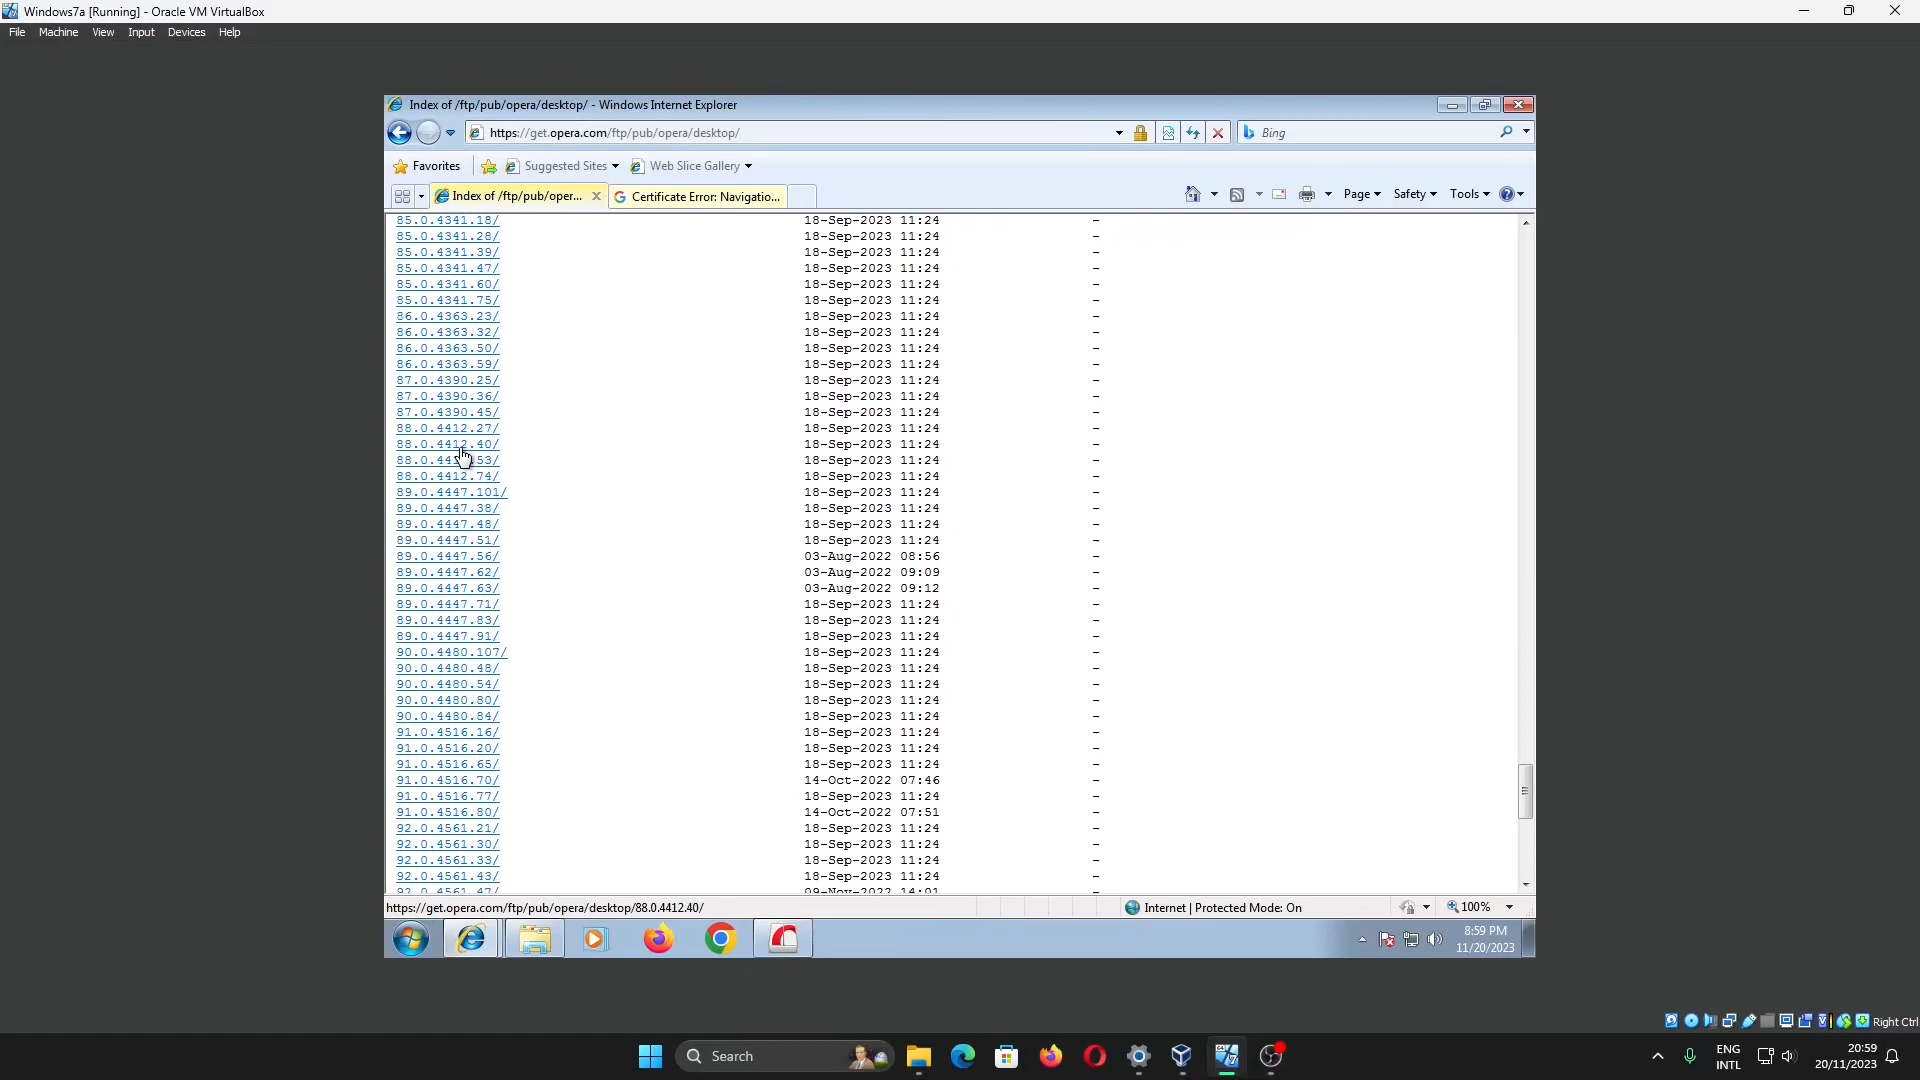 Windows7a [Running] - Oracle VM VirtualBox
File Machine View Input Devices Help
Index of /ftp/pub/opera/desktop/ - Windows Internet Explorer
https://get.opera.com/ftp/pub/opera/desktop/
Bing
Favorites Suggested Sites Web Slice Gallery
Index of /ftp/pub/oper... Certificate Error: Navigatio... Page Safety Tools
85.0.4341.18/ 18-Sep-2023 11:24 -
85.0.4341.28/ 18-Sep-2023 11:24 -
85.0.4341.39/ 18-Sep-2023 11:24 -
85.0.4341.47/ 18-Sep-2023 11:24 -
85.0.4341.60/ 18-Sep-2023 11:24 -
85.0.4341.75/ 18-Sep-2023 11:24 -
86.0.4363.23/ 18-Sep-2023 11:24 -
86.0.4363.32/ 18-Sep-2023 11:24 -
86.0.4363.50/ 18-Sep-2023 11:24 -
86.0.4363.59/ 18-Sep-2023 11:24 -
87.0.4390.25/ 18-Sep-2023 11:24 -
87.0.4390.36/ 18-Sep-2023 11:24 -
87.0.4390.45/ 18-Sep-2023 11:24 -
88.0.4412.27/ 18-Sep-2023 11:24 -
88.0.4412.40/ 18-Sep-2023 11:24 -
88.0.4412.53/ 18-Sep-2023 11:24 -
88.0.4412.74/ 18-Sep-2023 11:24 -
89.0.4447.101/ 18-Sep-2023 11:24 -
89.0.4447.38/ 18-Sep-2023 11:24 -
89.0.4447.48/ 18-Sep-2023 11:24 -
89.0.4447.51/ 18-Sep-2023 11:24 -
89.0.4447.56/ 03-Aug-2022 08:56 -
89.0.4447.62/ 03-Aug-2022 09:09 -
89.0.4447.63/ 03-Aug-2022 09:12 -
89.0.4447.71/ 18-Sep-2023 11:24 -
89.0.4447.83/ 18-Sep-2023 11:24 -
89.0.4447.91/ 18-Sep-2023 11:24 -
90.0.4480.107/ 18-Sep-2023 11:24 -
90.0.4480.48/ 18-Sep-2023 11:24 -
90.0.4480.54/ 18-Sep-2023 11:24 -
90.0.4480.80/ 18-Sep-2023 11:24 -
90.0.4480.84/ 18-Sep-2023 11:24 -
91.0.4516.16/ 18-Sep-2023 11:24 -
91.0.4516.20/ 18-Sep-2023 11:24 -
91.0.4516.65/ 18-Sep-2023 11:24 -
91.0.4516.70/ 14-Oct-2022 07:46 -
91.0.4516.77/ 18-Sep-2023 11:24 -
91.0.4516.80/ 14-Oct-2022 07:51 -
92.0.4561.21/ 18-Sep-2023 11:24 -
92.0.4561.30/ 18-Sep-2023 11:24 -
92.0.4561.33/ 18-Sep-2023 11:24 -
92.0.4561.43/ 18-Sep-2023 11:24 -
92.0.4561.47/ 09-Nov-2022 14:01 -
https://get.opera.com/ftp/pub/opera/desktop/88.0.4412.40/ Internet | Protected Mode: On 100%
8:59 PM
11/20/2023
Right Ctrl
Search
ENG
INTL
20:59
20/11/2023